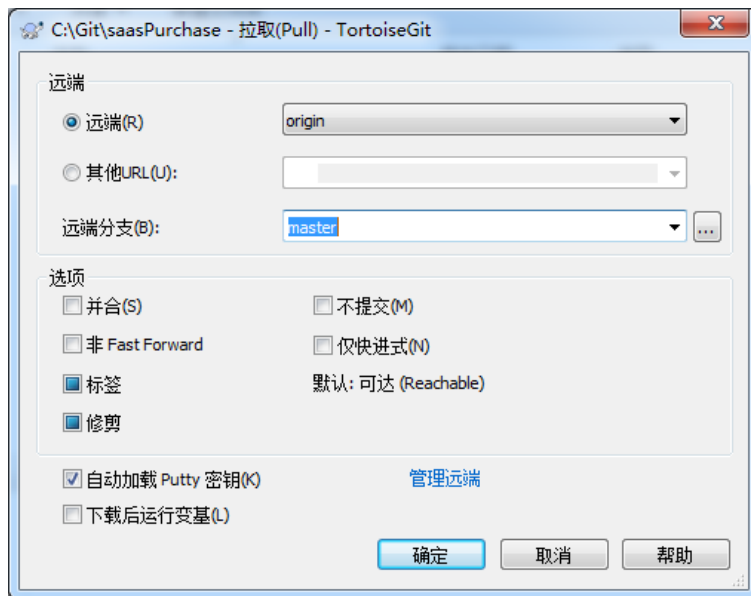 C:\Git\saasPurchase - 拉取(Pull) - TortoiseGit
远端
远端(R)
origin
其他URL(U):
远端分支(B):
master
...
选项
并合(S)
不提交(M)
非 Fast Forward
仅快进式(N)
标签
默认: 可达 (Reachable)
修剪
自动加载 Putty 密钥(K)
管理远端
下载后运行变基(L)
确定
取消
帮助